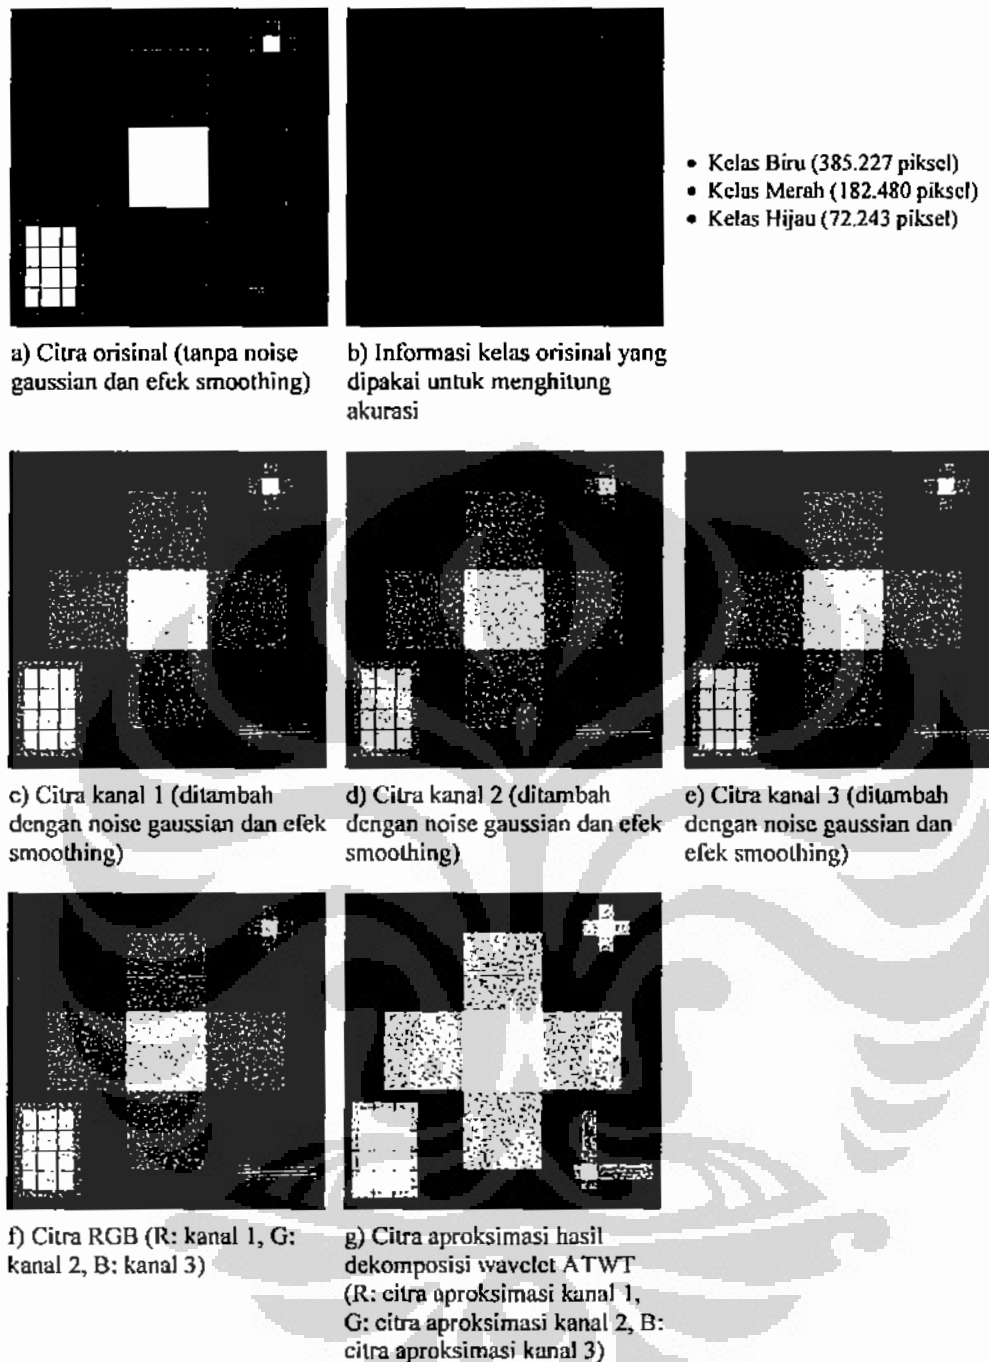 • Kelas Biru (385.227 piksel)
• Kelas Merah (182.480 piksel)
• Kelas Hijau (72.243 piksel)
a) Citra orisinal (tanpa noise
gaussian dan efek smoothing)
b) Informasi kelas orisinal yang
dipakai untuk menghitung
akurasi
c) Citra kanal 1 (ditambah
dengan noise gaussian dan efek
smoothing)
d) Citra kanal 2 (ditambah
dengan noise gaussian dan efek
smoothing)
e) Citra kanal 3 (ditambah
dengan noise gaussian dan
efek smoothing)
f) Citra RGB (R: kanal 1, G:
kanal 2, B: kanal 3)
g) Citra aproksimasi hasil
dekomposisi wavelet ATWT
(R: citra aproksimasi kanal 1,
G: citra aproksimasi kanal 2, B:
citra aproksimasi kanal 3)